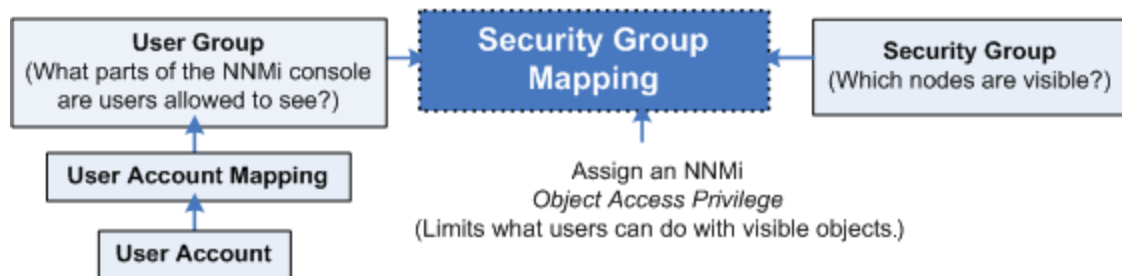 User Group
(What parts of the NNMi console
are users allowed to see?)
User Account Mapping
User Account
Security Group
Mapping
Assign an NNMi
Object Access Privilege
(Limits what users can do with visible objects.)
Security Group
(Which nodes are visible?)